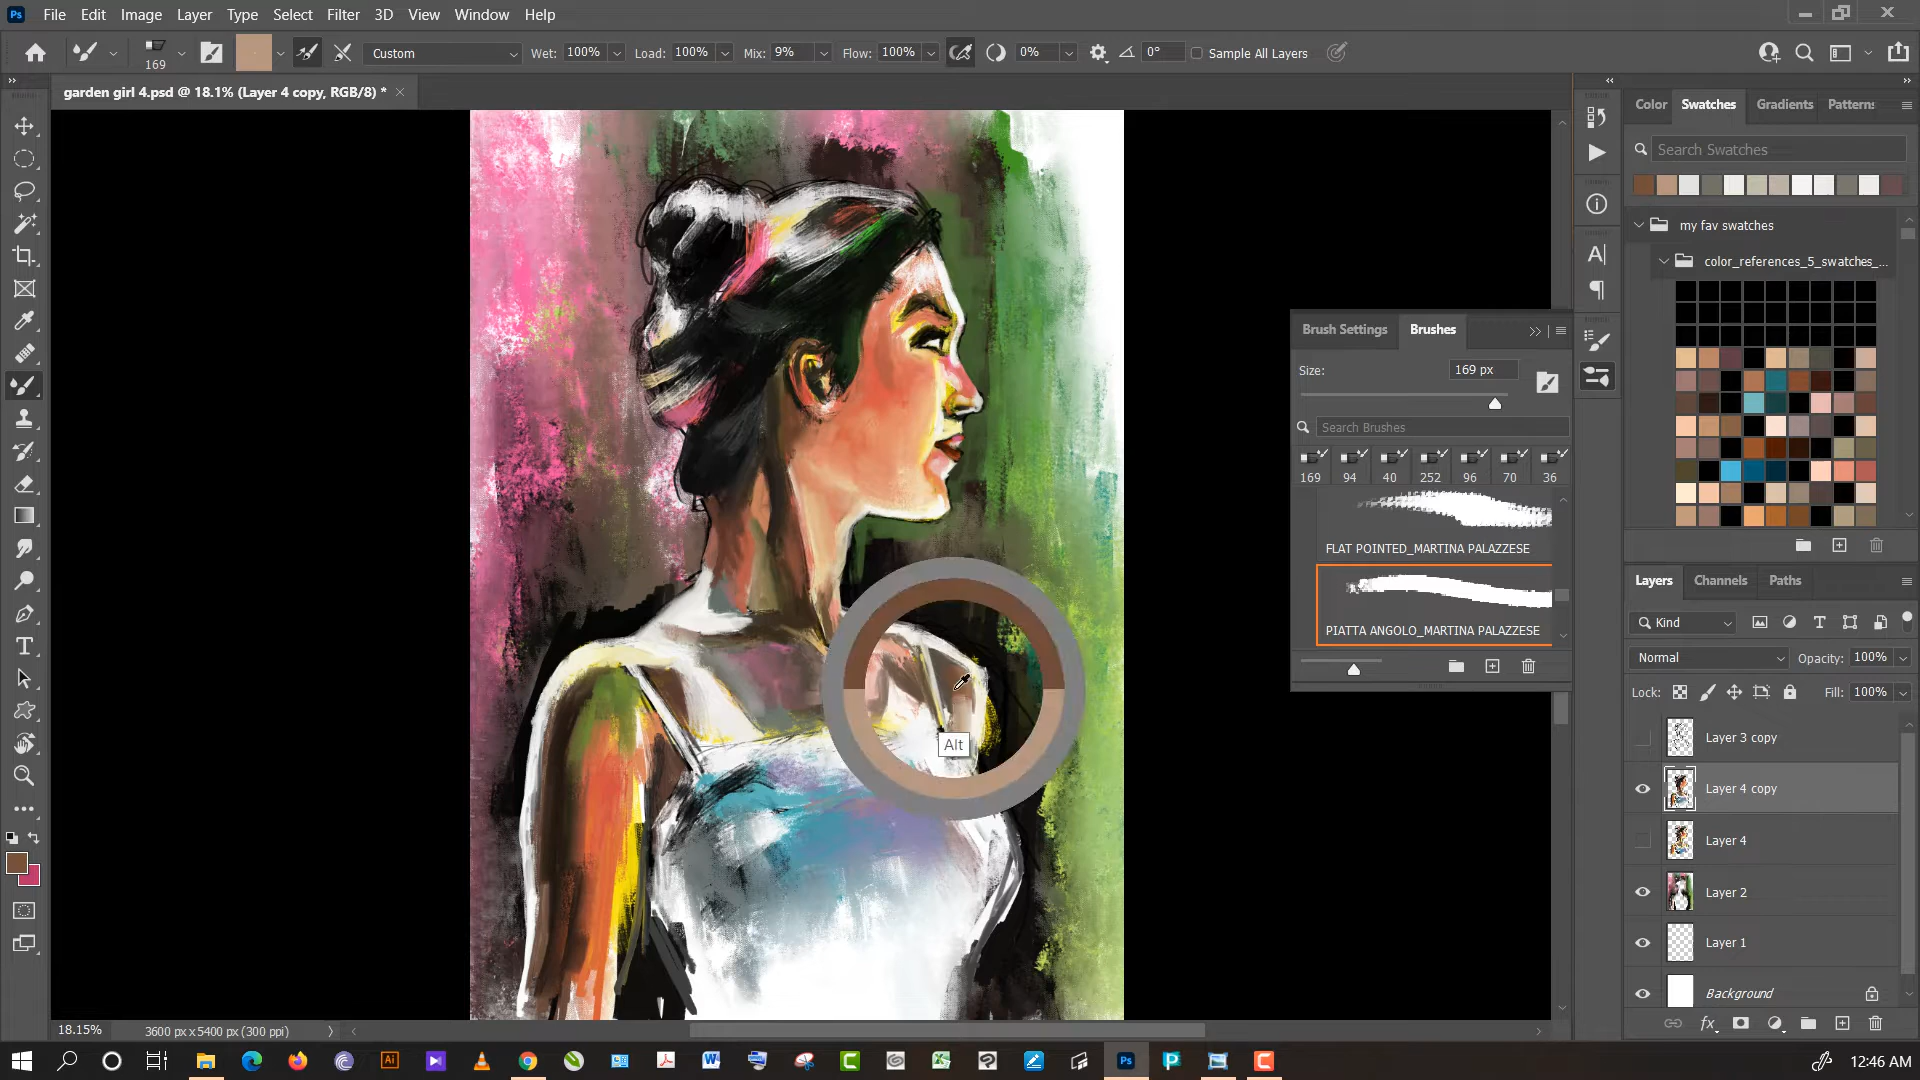 Ps File Edit Image Layer Type Select Filter 3D View Window Help
169 Custom Wet: 100% Load: 100% Mix: 9% Flow: 100% 0% 0° Sample All Layers
garden girl 4.psd @ 18.1% (Layer 4 copy, RGB/8) *
Color Swatches Gradients Patterns
Search Swatches
my fav swatches
color_references_5_swatches_...
Brush Settings Brushes
Size: 169 px
Search Brushes
169 94 40 252 96 70 36
FLAT POINTED_MARTINA PALAZZESE
PIATTA ANGOLO_MARTINA PALAZZESE
Alt
Layers Channels Paths
Kind
Normal Opacity: 100%
Lock: Fill: 100%
Layer 3 copy
Layer 4 copy
Layer 4
Layer 2
Layer 1
Background
fx
18.15% 3600 px x 5400 px (300 ppi)
Ai Ps
12:46 AM